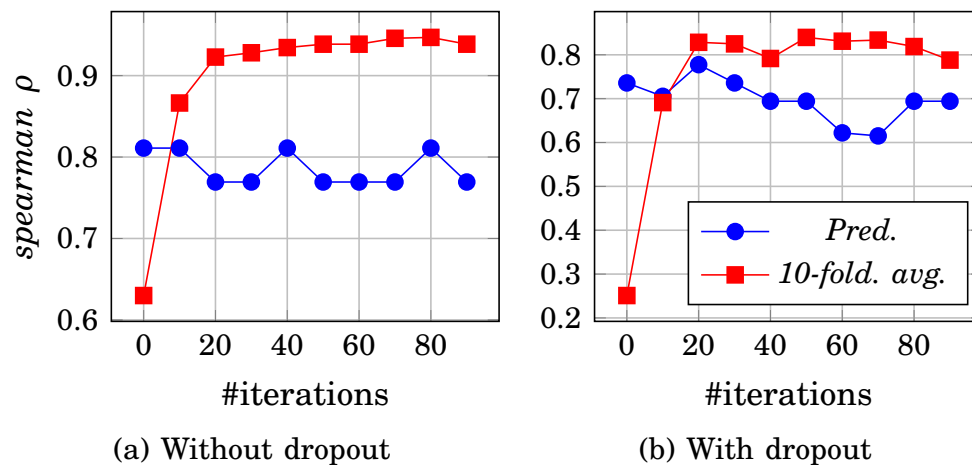 spearman ρ
0.9
0.8
0.7
0.6
0 20 40 60 80
#iterations
(a) Without dropout
0.8
0.7
0.6
0.5
0.4
0.3
0.2
Pred.
10-fold. avg.
0 20 40 60 80
#iterations
(b) With dropout